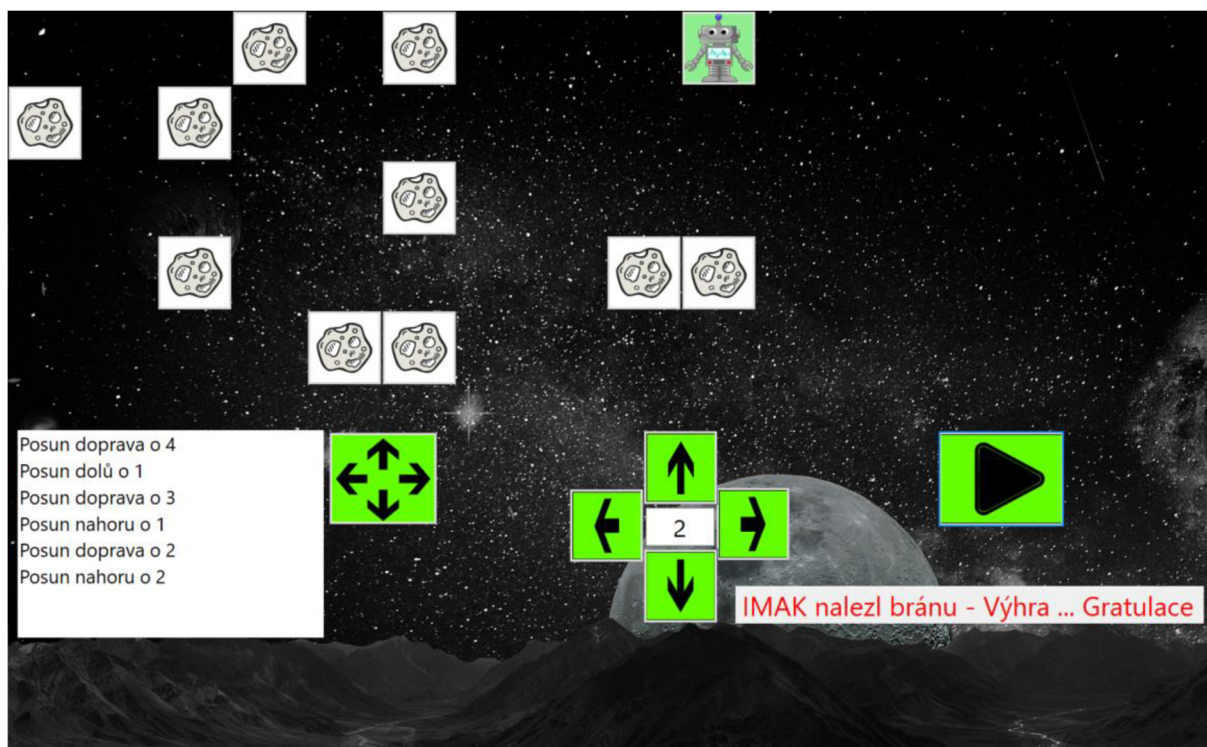 Posun doprava o 4
Posun dolů o 1
Posun doprava o 3
Posun nahoru o 1
Posun doprava o 2
Posun nahoru o 2
2
IMAK nalezl bránu - Výhra ... Gratulace